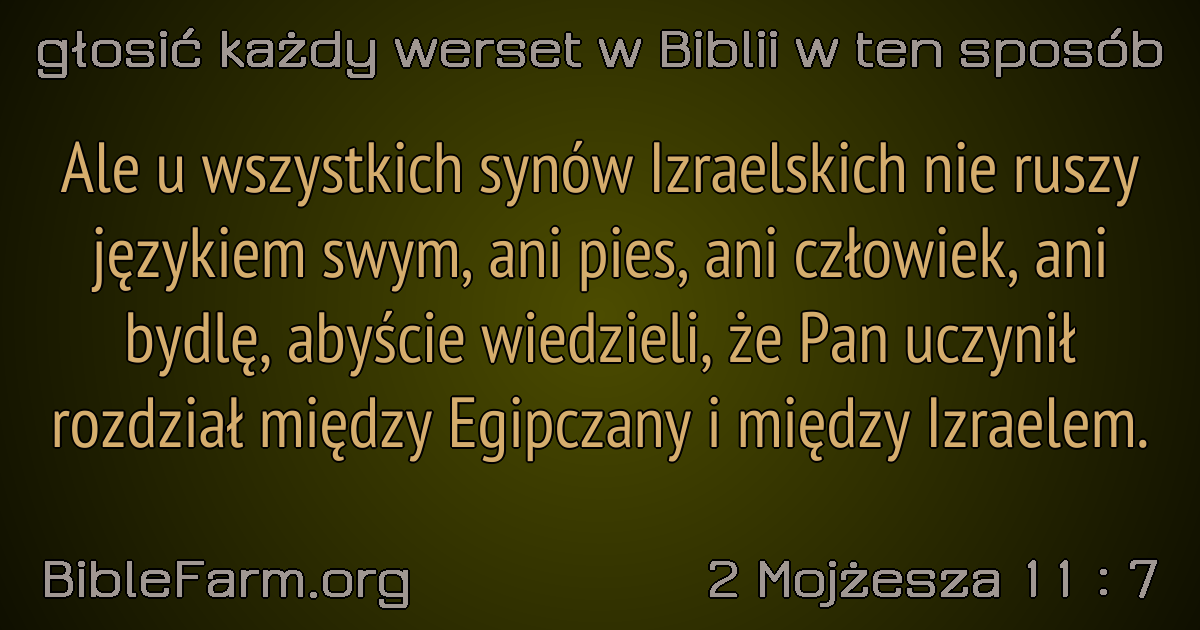 głosić każdy werset w Biblii w ten sposób
Ale u wszystkich synów Izraelskich nie ruszy
językiem swym, ani pies, ani człowiek, ani
bydlę, abyście wiedzieli, że Pan uczynił
rozdział między Egipczany i między Izraelem.
BibleFarm.org
2 Mojżesza 11 : 7